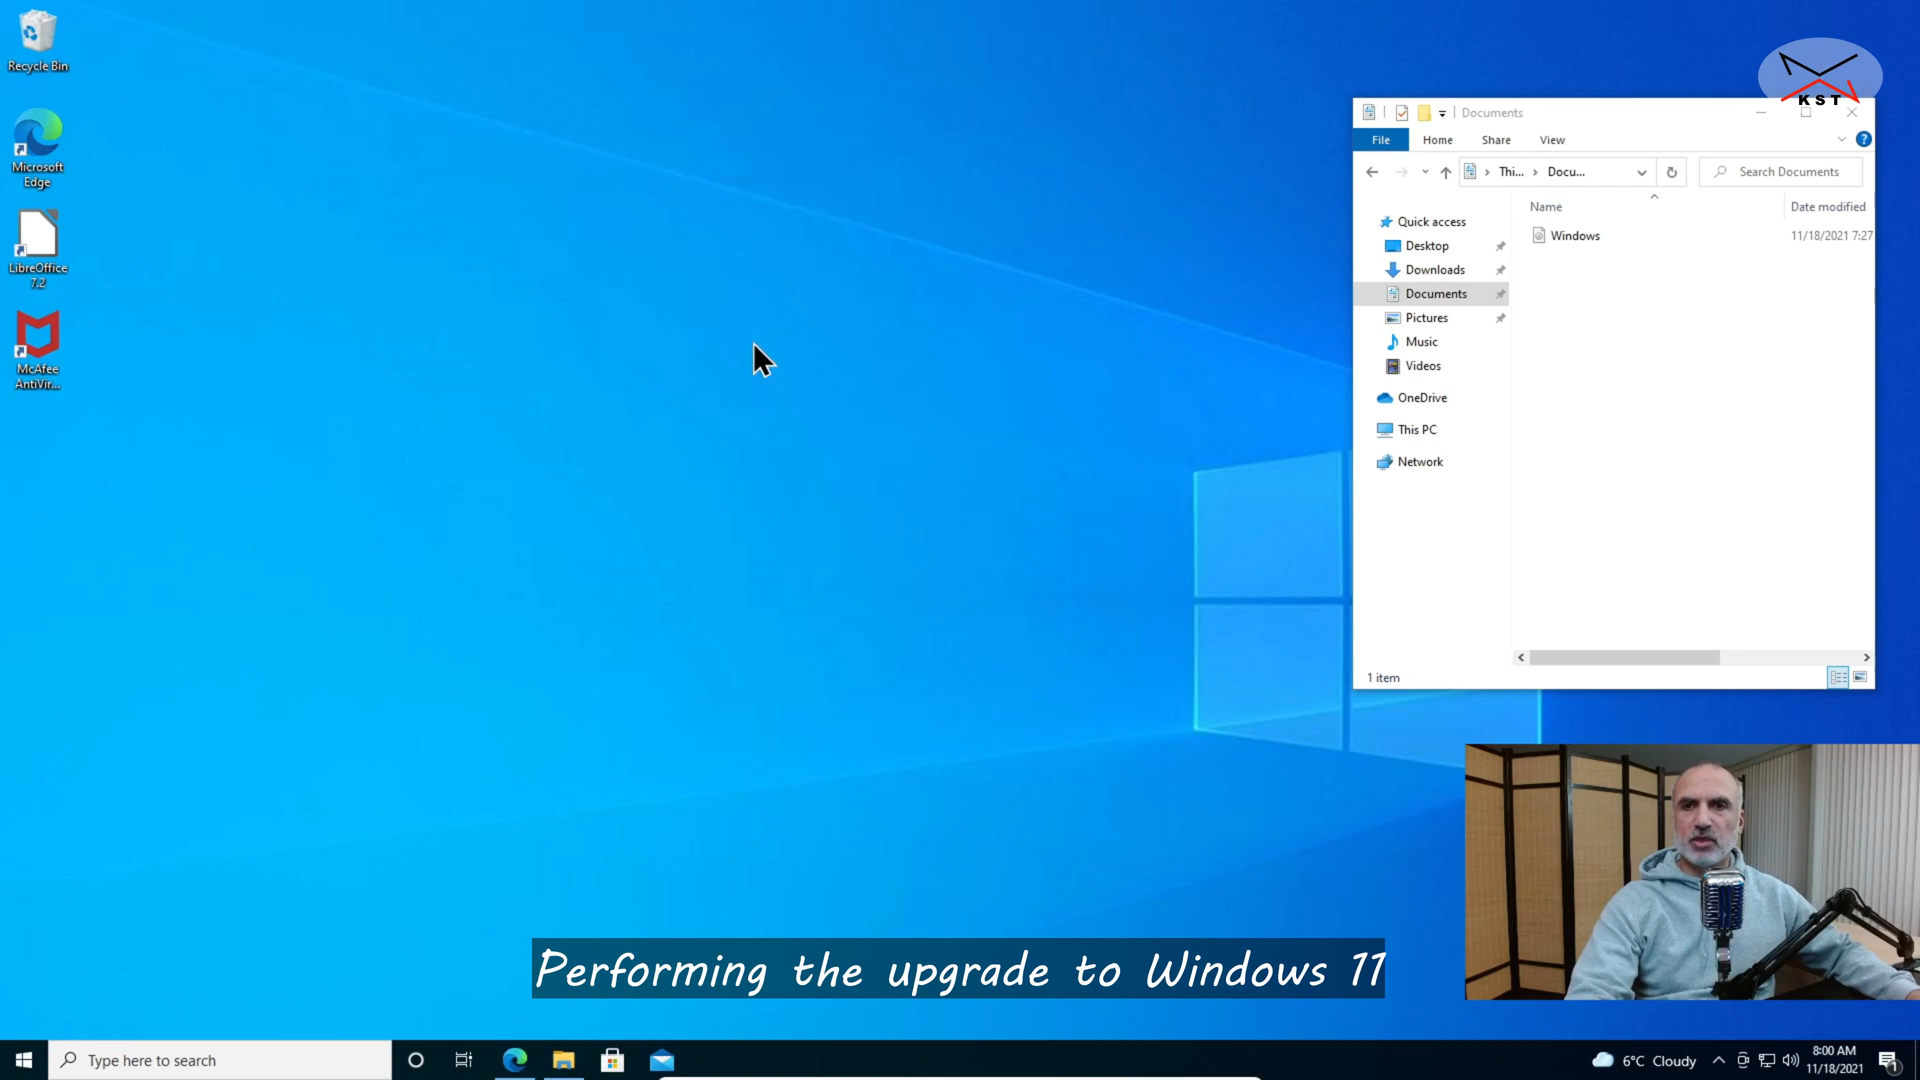 Recycle Bin
Microsoft
Edge
LibreOffice
7.2
McAfee
AntiVir...
KST
Documents
File Home Share View
Thi... Docu...
Search Documents
Name Date modified
Windows 11/18/2021 7:27
Quick access
Desktop
Downloads
Documents
Pictures
Music
Videos
OneDrive
This PC
Network
1 item
Performing the upgrade to Windows 11
Type here to search
6°C Cloudy
8:00 AM
11/18/2021
1